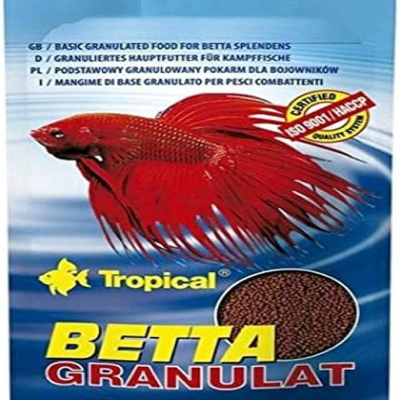 GB / BASIC GRANULATED FOOD FOR BETTA SPLENDENS
D / GRANULIERTES HAUPTFUTTER FÜR KAMPFFISCHE
PL / PODSTAWOWY GRANULOWANY POKARM DLA BOJOWNIKÓW
I / MANGIME DI BASE GRANULATO PER PESCI COMBATTENTI
CERTIFIED
ISO 9001/HACCP
QUALITY SYSTEM
Tropical®
BETTA
GRANULAT